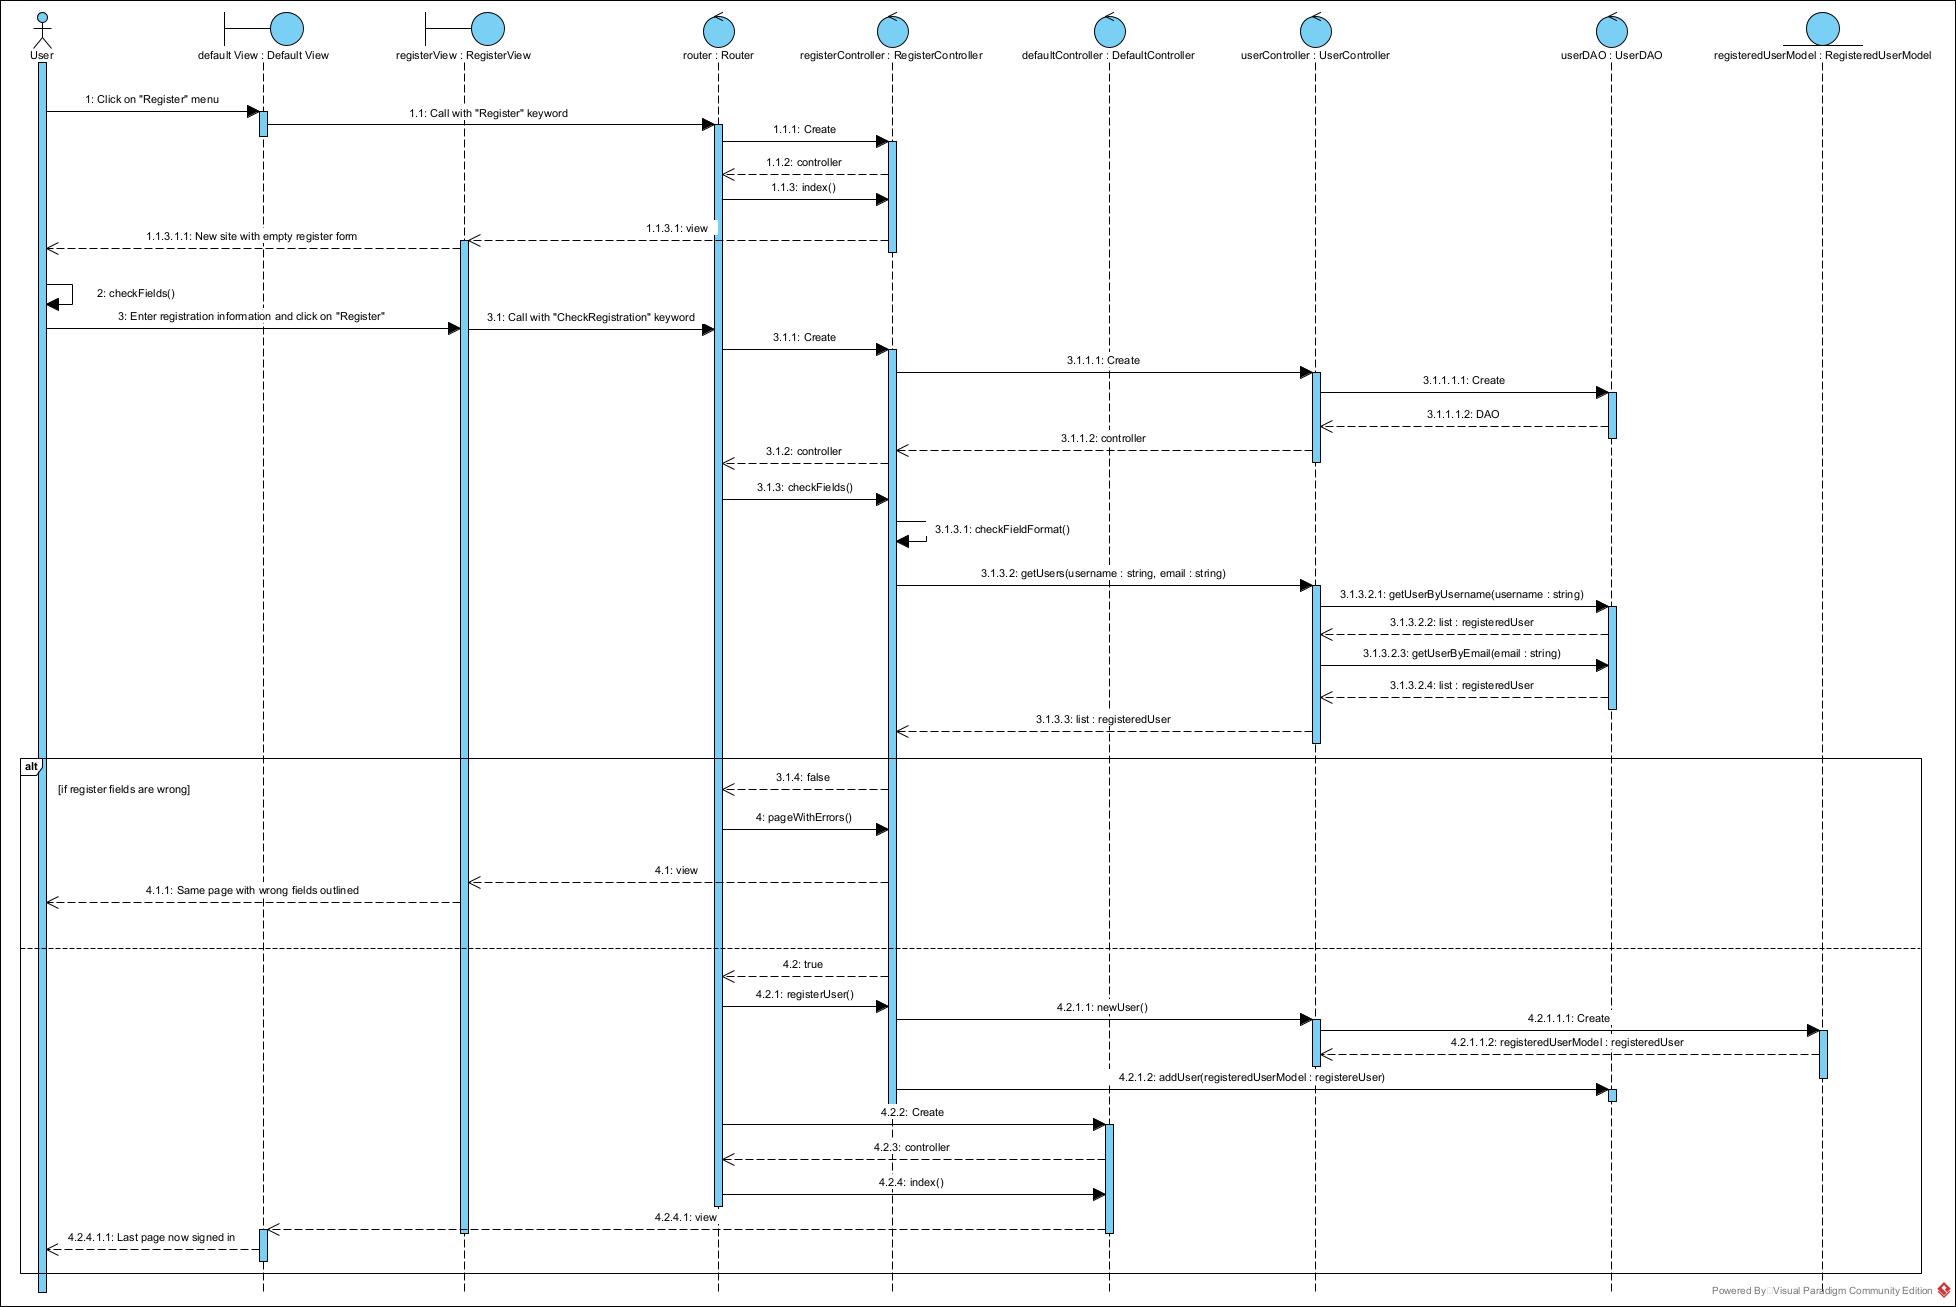 User
default View : Default View
registerView : RegisterView
router : Router
registerController : RegisterController
defaultController : DefaultController
userController : UserController
userDAO : UserDAO
registeredUserModel : RegisteredUserModel
1: Click on "Register" menu
1.1: Call with "Register" keyword
1.1.1: Create
1.1.2: controller
1.1.3: index()
1.1.3.1: view
1.1.3.1.1: New site with empty register form
2: checkFields()
3: Enter registration information and click on "Register"
3.1: Call with "CheckRegistration" keyword
3.1.1: Create
3.1.1.1: Create
3.1.1.1.1: Create
3.1.1.1.2: DAO
3.1.1.2: controller
3.1.2: controller
3.1.3: checkFields()
3.1.3.1: checkFieldFormat()
3.1.3.2: getUsers(username : string, email : string)
3.1.3.2.1: getUserByUsername(username : string)
3.1.3.2.2: list : registeredUser
3.1.3.2.3: getUserByEmail(email : string)
3.1.3.2.4: list : registeredUser
3.1.3.3: list : registeredUser
alt
[if register fields are wrong]
3.1.4: false
4: pageWithErrors()
4.1: view
4.1.1: Same page with wrong fields outlined
4.2: true
4.2.1: registerUser()
4.2.1.1: newUser()
4.2.1.1.1: Create
4.2.1.1.2: registeredUserModel : registeredUser
4.2.1.2: addUser(registeredUserModel : registereUser)
4.2.2: Create
4.2.3: controller
4.2.4: index()
4.2.4.1: view
4.2.4.1.1: Last page now signed in
Powered By Visual Paradigm Community Edition